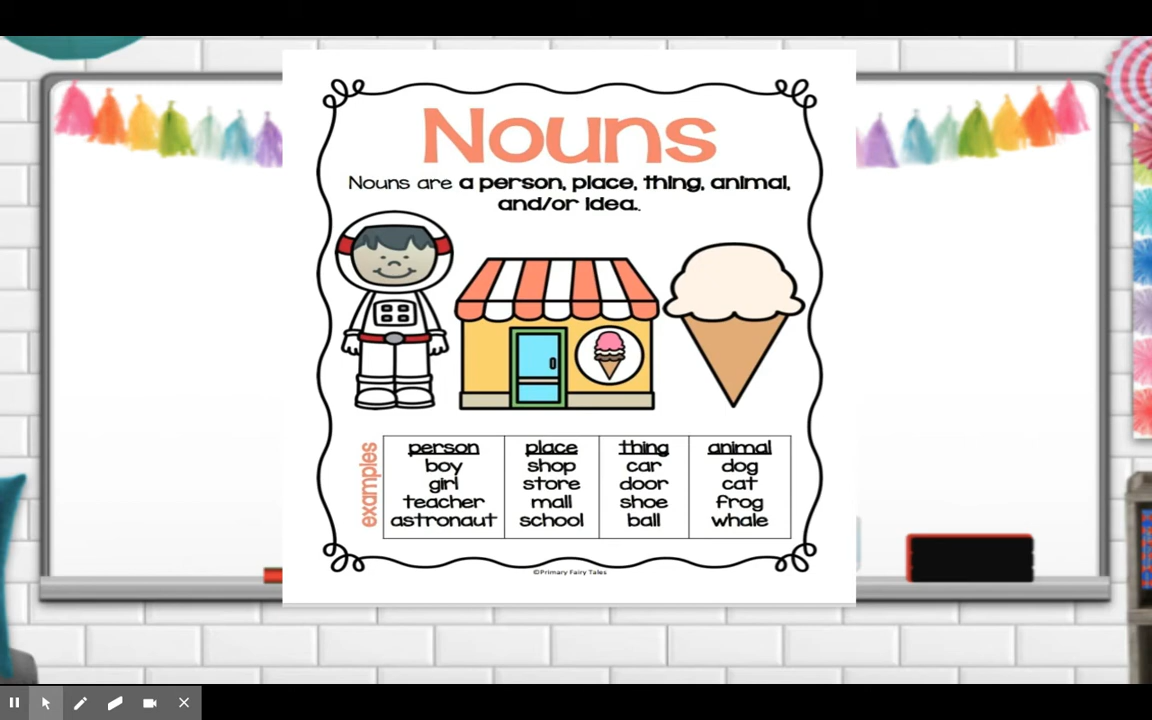 Nouns
Nouns are a person, place, thing, animal,
and/or idea..
examples
person place thing animal
boy shop car dog
girl store door cat
teacher mall shoe frog
astronaut school ball whale
©Primary Fairy Tales